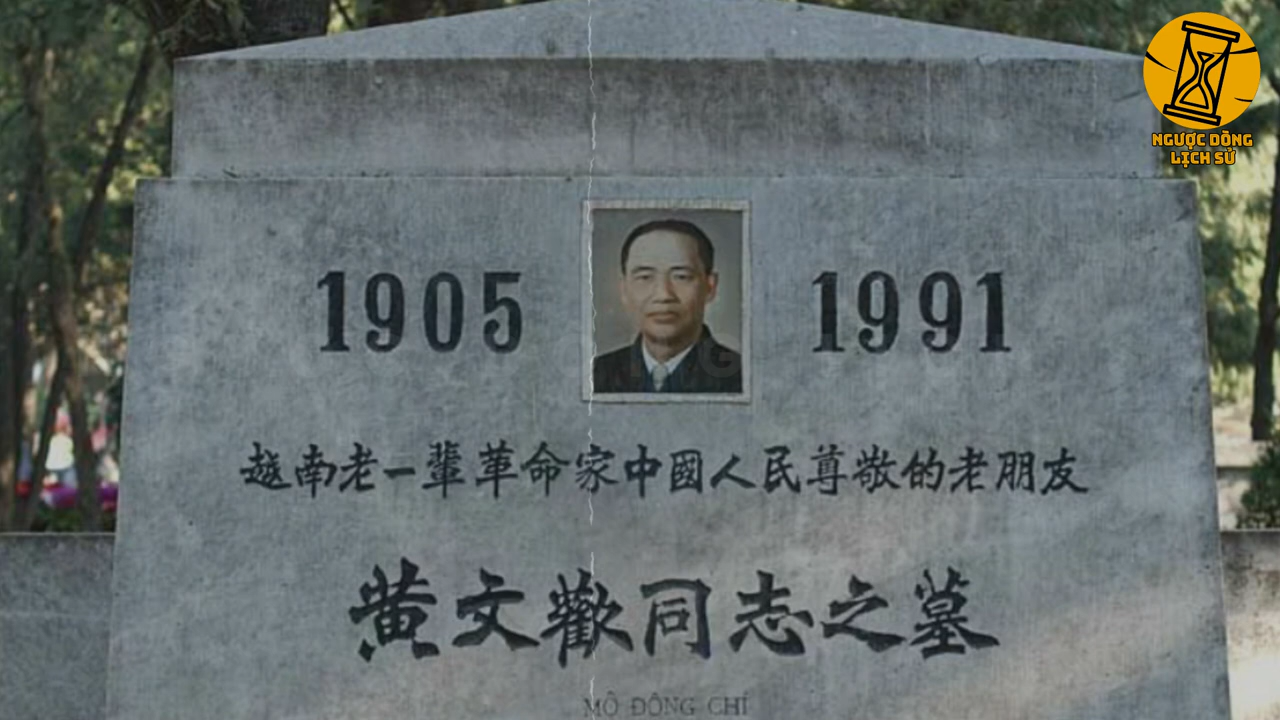 NGƯỢC DÒNG
LỊCH SỬ
1905 1991
越南老一輩革命家中國人民尊敬的老朋友
黃文歡同志之墓
MỘ ĐỒNG CHÍ